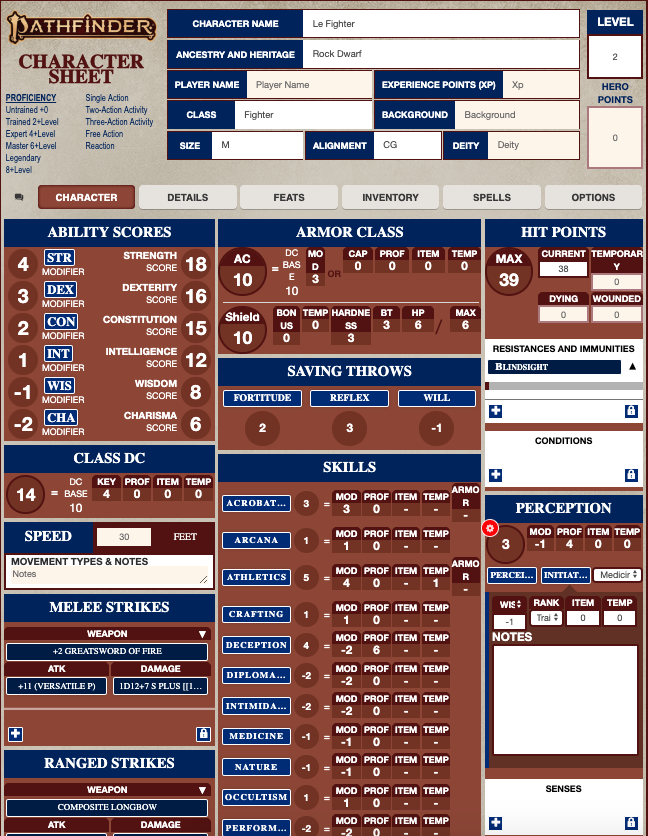 PATHFINDER
CHARACTER
SHEET
PROFICIENCY
Untrained +0
Trained 2+Level
Expert 4+Level
Master 6+Level
Legendary
8+Level
Single Action
Two-Action Activity
Three-Action Activity
Free Action
Reaction
CHARACTER NAME Le Fighter
ANCESTRY AND HERITAGE Rock Dwarf
PLAYER NAME Player Name EXPERIENCE POINTS (XP) Xp
CLASS Fighter BACKGROUND Background
SIZE M ALIGNMENT CG DEITY Deity
LEVEL
2
HERO
POINTS
0
CHARACTER DETAILS FEATS INVENTORY SPELLS OPTIONS
ABILITY SCORES
4 STR MODIFIER STRENGTH SCORE 18
3 DEX MODIFIER DEXTERITY SCORE 16
2 CON MODIFIER CONSTITUTION SCORE 15
1 INT MODIFIER INTELLIGENCE SCORE 12
-1 WIS MODIFIER WISDOM SCORE 8
-2 CHA MODIFIER CHARISMA SCORE 6
CLASS DC
KEY PROF ITEM TEMP
14 = DC BASE 10 4 0 0 0
SPEED 30 FEET
MOVEMENT TYPES & NOTES
Notes
MELEE STRIKES
WEAPON
+2 GREATSWORD OF FIRE
ATK DAMAGE
+11 (VERSATILE P) 1D12+7 S PLUS [[1...
RANGED STRIKES
WEAPON
COMPOSITE LONGBOW
ATK DAMAGE
ARMOR CLASS
AC 10 = DC BASE 10 MOD 3 OR CAP 0 PROF 0 ITEM 0 TEMP 0
Shield 10 BONUS 0 TEMP 0 HARDNESS 3 BT 3 HP 6 / MAX 6
SAVING THROWS
FORTITUDE REFLEX WILL
2 3 -1
SKILLS
ACROBAT... 3 = MOD 3 PROF 0 ITEM - TEMP - ARMOR -
ARCANA 1 = MOD 1 PROF 0 ITEM - TEMP -
ATHLETICS 5 = MOD 4 PROF 0 ITEM - TEMP 1 ARMOR -
CRAFTING 1 = MOD 1 PROF 0 ITEM - TEMP -
DECEPTION 4 = MOD -2 PROF 6 ITEM - TEMP -
DIPLOMA... -2 = MOD -2 PROF 0 ITEM - TEMP -
INTIMIDA... -2 = MOD -2 PROF 0 ITEM - TEMP -
MEDICINE -1 = MOD -1 PROF 0 ITEM - TEMP -
NATURE -1 = MOD -1 PROF 0 ITEM - TEMP -
OCCULTISM 1 = MOD 1 PROF 0 ITEM - TEMP -
PERFORM... -2 = MOD -2 PROF 0 ITEM - TEMP -
HIT POINTS
MAX 39 CURRENT 38 TEMPORARY 0
DYING 0 WOUNDED 0
RESISTANCES AND IMMUNITIES
BLINDSIGHT
CONDITIONS
PERCEPTION
3 MOD -1 PROF 4 ITEM 0 TEMP 0
PERCEI... INITIAT... Medicir
WIS -1 RANK Trai ITEM 0 TEMP 0
NOTES
SENSES